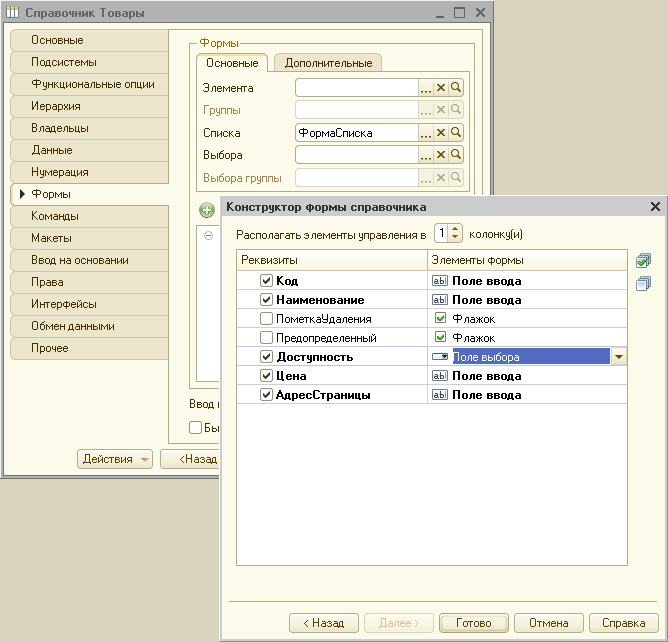 Справочник Товары
Основные
Подсистемы
Функциональные опции
Иерархия
Владельцы
Данные
Нумерация
Формы
Команды
Макеты
Ввод на основании
Права
Интерфейсы
Обмен данными
Прочее
Формы
Основные
Дополнительные
Элемента
Группы
Списка ФормаСписка
Выбора
Выбора группы
Ввод
Бы
Действия
<Назад
Конструктор формы справочника
Располагать элементы управления в 1 колонку(и)
Реквизиты Элементы формы
Код Поле ввода
Наименование Поле ввода
ПометкаУдаления Флажок
Предопределенный Флажок
Доступность Поле выбора
Цена Поле ввода
АдресСтраницы Поле ввода
< Назад
Далее >
Готово
Отмена
Справка